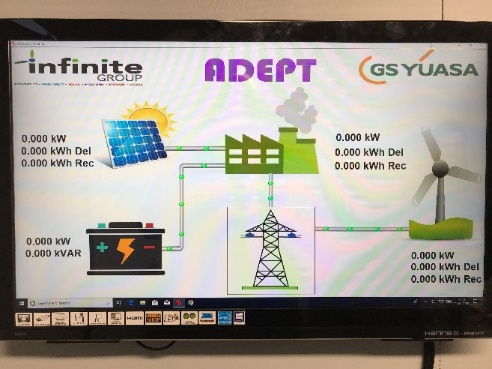 infinite
GROUP
ADEPT
GS YUASA
0.000 kW
0.000 kWh Del
0.000 kWh Rec
0.000 kW
0.000 kWh Del
0.000 kWh Rec
0.000 kW
0.000 kVAR
0.000 kW
0.000 kWh Del
0.000 kWh Rec